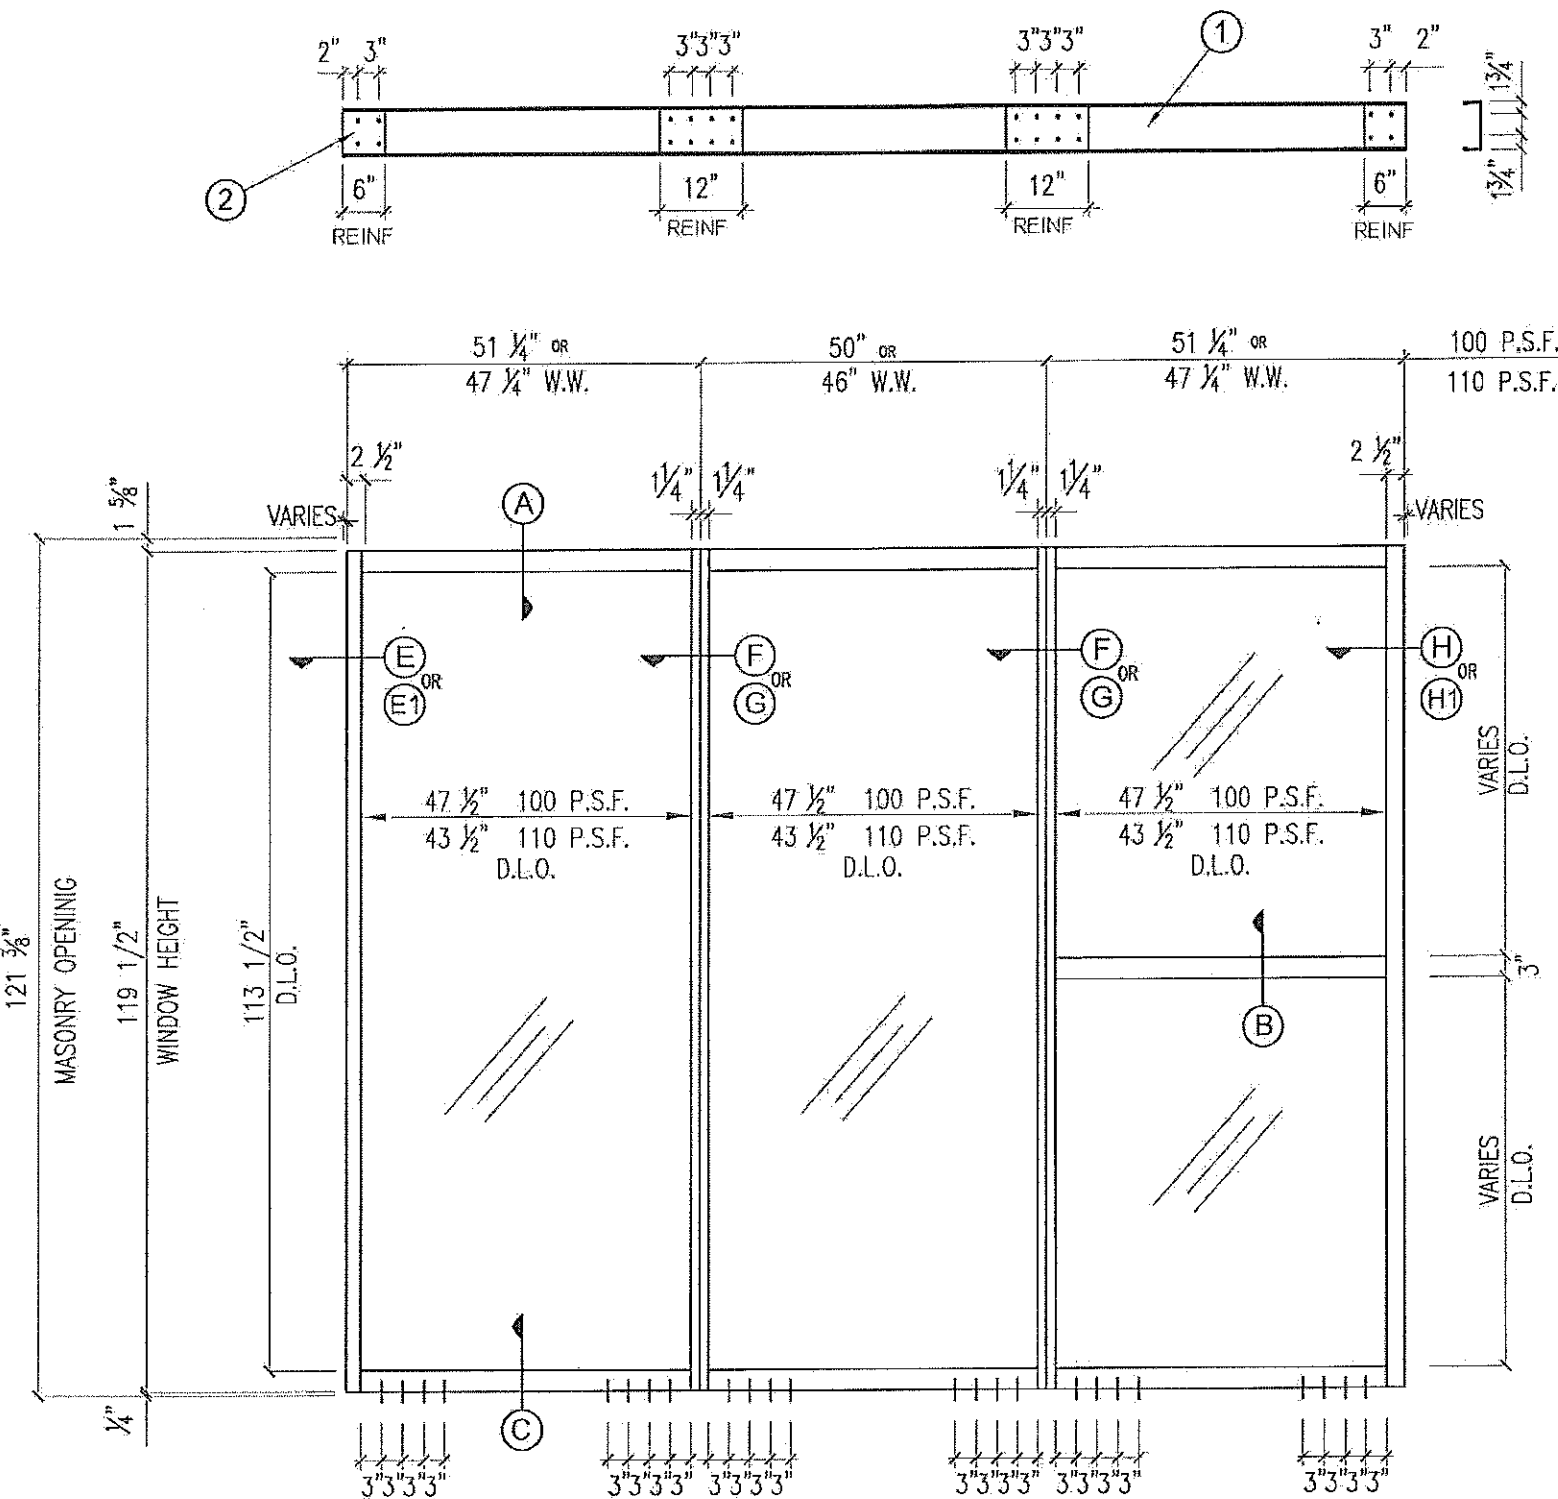 2" 3" 3"3"3" 3"3"3" 1 3" 2" 1¾"
1¾"
2 6" 12" 12" 6"
REINF REINF REINF REINF
51 ¼" OR 50" OR 51 ¼" OR 100 P.S.F.
47 ¼" W.W. 46" W.W. 47 ¼" W.W. 110 P.S.F.
2 ½" 1¼" 1¼" 1¼" 1¼" 2 ½"
1 ⅝" VARIES A VARIES
E F F H
OR OR OR OR
E1 G G H1
VARIES
D.L.O.
47 ½" 100 P.S.F. 47 ½" 100 P.S.F. 47 ½" 100 P.S.F.
43 ½" 110 P.S.F. 43 ½" 110 P.S.F. 43 ½" 110 P.S.F.
D.L.O. D.L.O. D.L.O.
121 ⅜"
MASONRY OPENINIG
119 1/2"
WINDOW HEIGHT
113 1/2"
D.L.O.
3"
B
VARIES
D.L.O.
¼" C
3"3"3"3" 3"3"3"3" 3"3"3"3" 3"3"3"3" 3"3"3"3" 3"3"3"3"